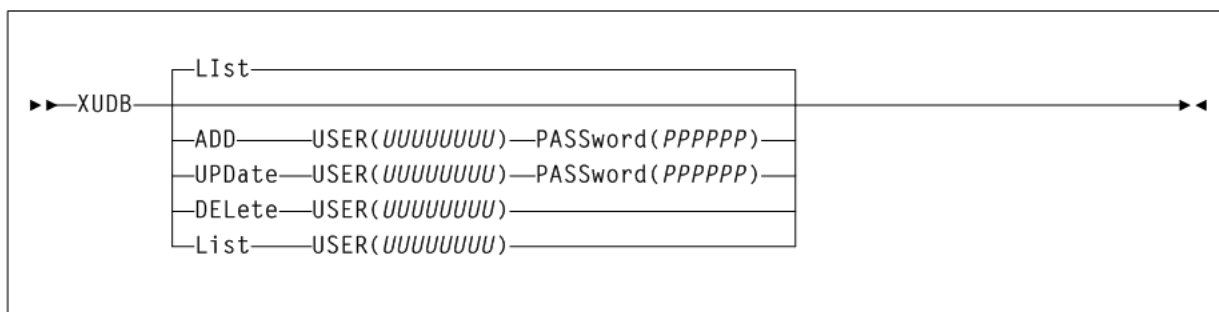 LIst
XUDB
ADD USER(UUUUUUUU) PASSword(PPPPPP)
UPDate USER(UUUUUUUU) PASSword(PPPPPP)
DELete USER(UUUUUUUU)
List USER(UUUUUUUU)